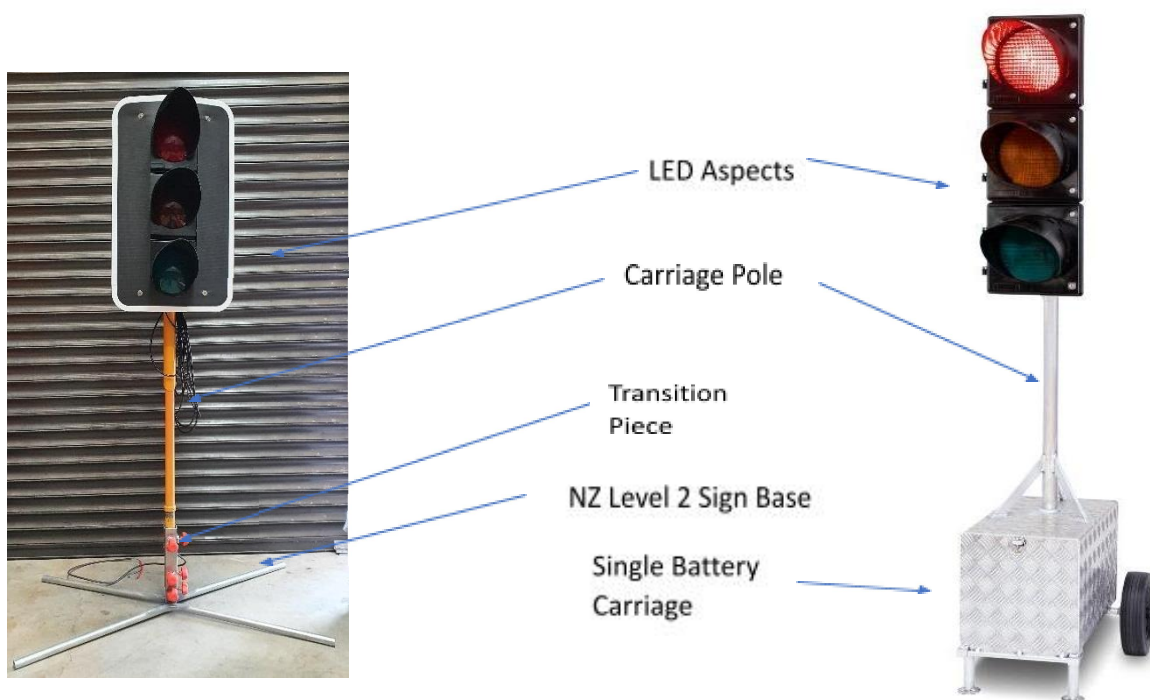 LED Aspects
Carriage Pole
Transition
Piece
NZ Level 2 Sign Base
Single Battery
Carriage